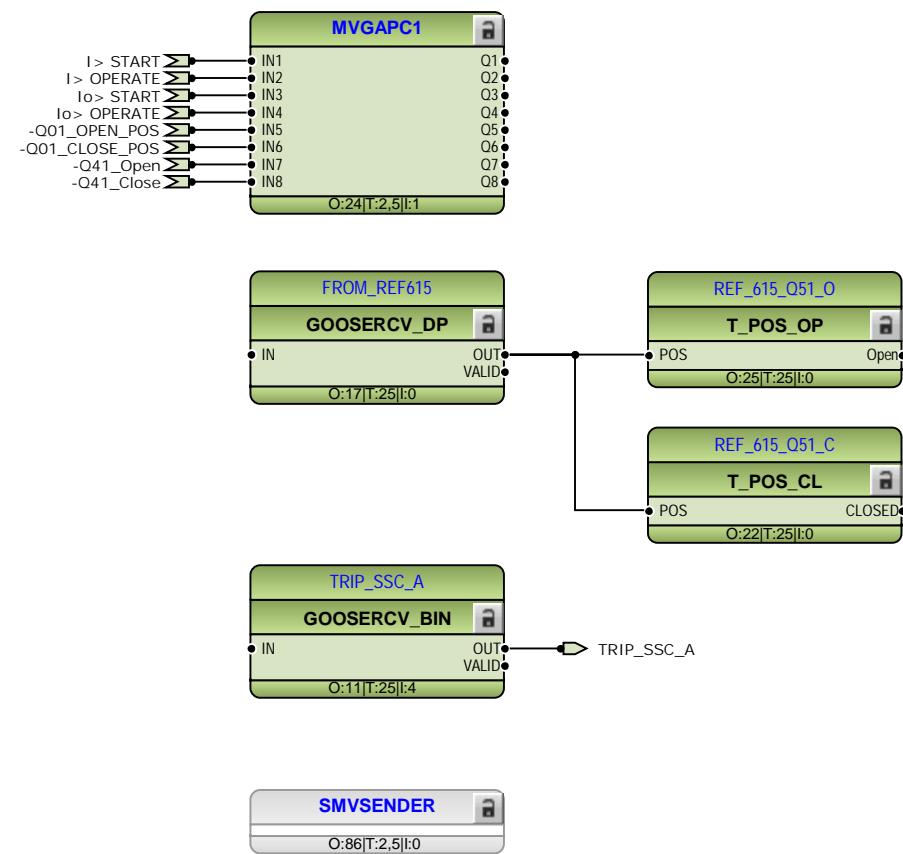 MVGAPC1
I> START IN1 Q1
I> OPERATE IN2 Q2
Io> START IN3 Q3
Io> OPERATE IN4 Q4
-Q01_OPEN_POS IN5 Q5
-Q01_CLOSE_POS IN6 Q6
-Q41_Open IN7 Q7
-Q41_Close IN8 Q8
O:24|T:2,5|I:1
FROM_REF615
GOOSERCV_DP
IN OUT
VALID
O:17|T:25|I:0
REF_615_Q51_O
T_POS_OP
POS Open
O:25|T:25|I:0
REF_615_Q51_C
T_POS_CL
POS CLOSED
O:22|T:25|I:0
TRIP_SSC_A
GOOSERCV_BIN
IN OUT TRIP_SSC_A
VALID
O:11|T:25|I:4
SMVSENDER
O:86|T:2,5|I:0